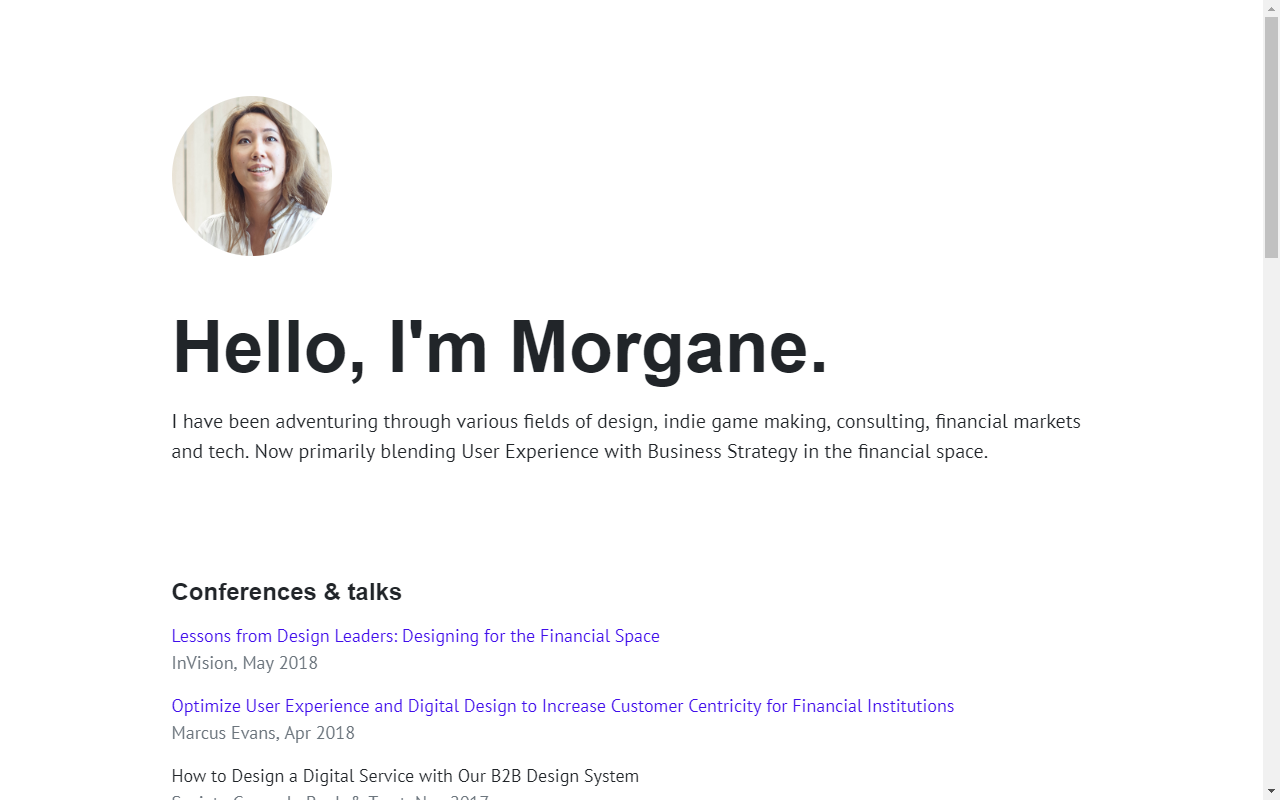 Hello, I'm Morgane.
I have been adventuring through various fields of design, indie game making, consulting, financial markets
and tech. Now primarily blending User Experience with Business Strategy in the financial space.
Conferences & talks
Lessons from Design Leaders: Designing for the Financial Space
InVision, May 2018
Optimize User Experience and Digital Design to Increase Customer Centricity for Financial Institutions
Marcus Evans, Apr 2018
How to Design a Digital Service with Our B2B Design System